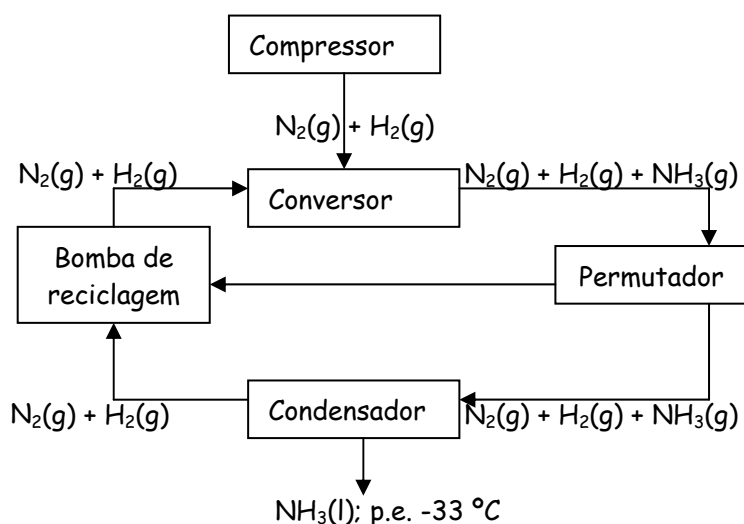 Compressor
N₂(g) + H₂(g)
N₂(g) + H₂(g)
Conversor
N₂(g) + H₂(g) + NH₃(g)
Bomba de
reciclagem
Permutador
N₂(g) + H₂(g)
Condensador
N₂(g) + H₂(g) + NH₃(g)
NH₃(l); p.e. -33 ºC